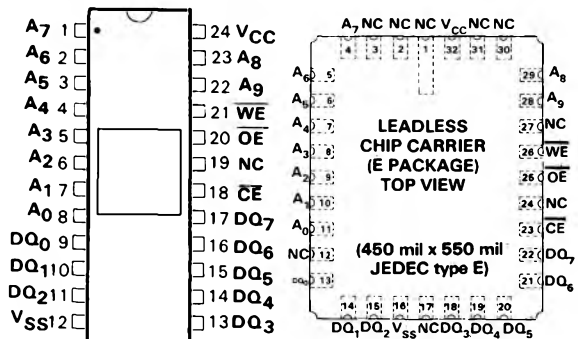 A7 1 24 VCC
A6 2 23 A8
A5 3 22 A9
A4 4 21 WE
A3 5 20 OE
A2 6 19 NC
A1 7 18 CE
A0 8 17 DQ7
DQ0 9 16 DQ6
DQ1 10 15 DQ5
DQ2 11 14 DQ4
VSS 12 13 DQ3
A7 NC NC NC VCC NC NC
4 3 2 1 32 31 30
A6 5 29 A8
A5 6 28 A9
A4 7 27 NC
A3 8 26 WE
A2 9 25 OE
A1 10 24 NC
A0 11 23 CE
NC 12 22 DQ7
DQ0 13 21 DQ6
LEADLESS
CHIP CARRIER
(E PACKAGE)
TOP VIEW
(450 mil x 550 mil
JEDEC type E)
14 15 16 17 18 19 20
DQ1 DQ2 VSS NC DQ3 DQ4 DQ5